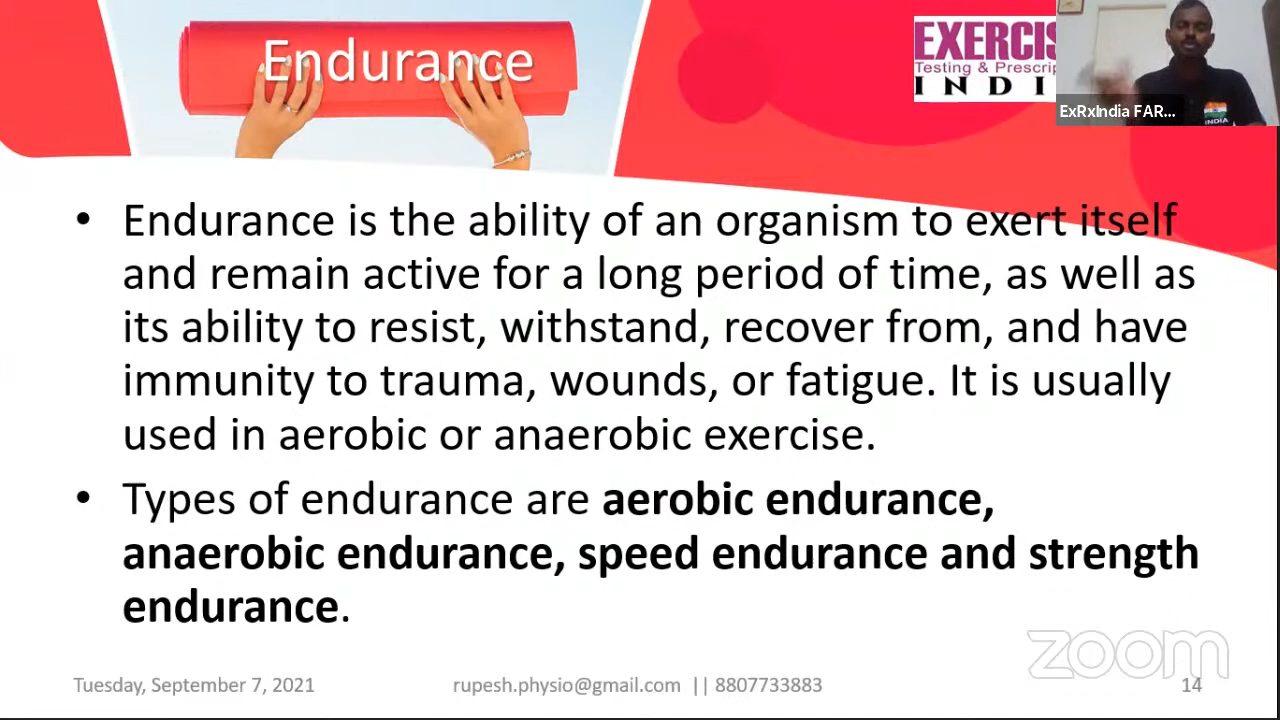 Endurance
EXERCIS
Testing & Prescrip
INDI
ExRxIndia FAR...
INDIA
• Endurance is the ability of an organism to exert itself
and remain active for a long period of time, as well as
its ability to resist, withstand, recover from, and have
immunity to trauma, wounds, or fatigue. It is usually
used in aerobic or anaerobic exercise.
• Types of endurance are aerobic endurance,
anaerobic endurance, speed endurance and strength
endurance.
zoom
Tuesday, September 7, 2021
rupesh.physio@gmail.com || 8807733883
14